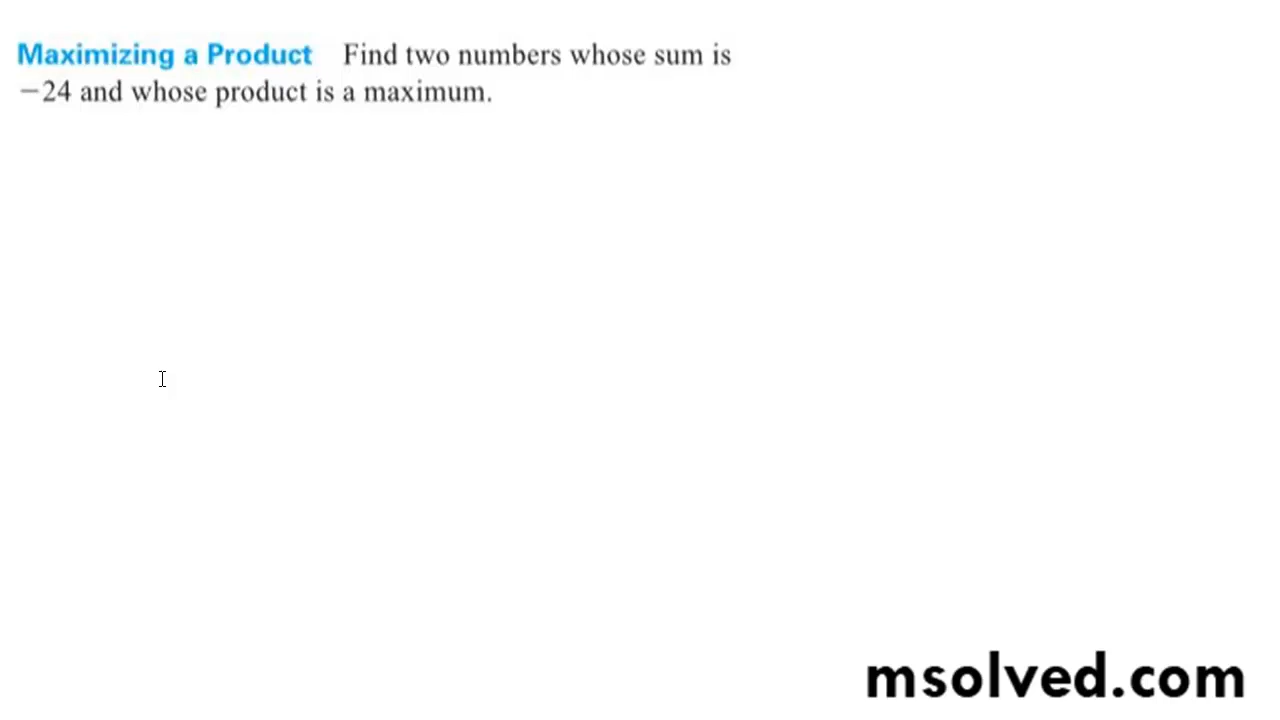 Maximizing a Product Find two numbers whose sum is
−24 and whose product is a maximum.
msolved.com